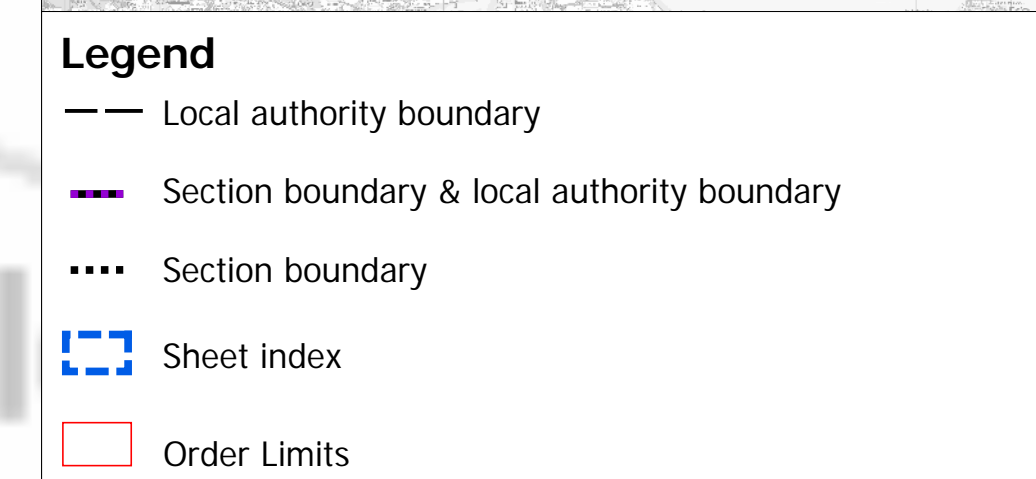 Legend
Local authority boundary
Section boundary & local authority boundary
Section boundary
Sheet index
Order Limits